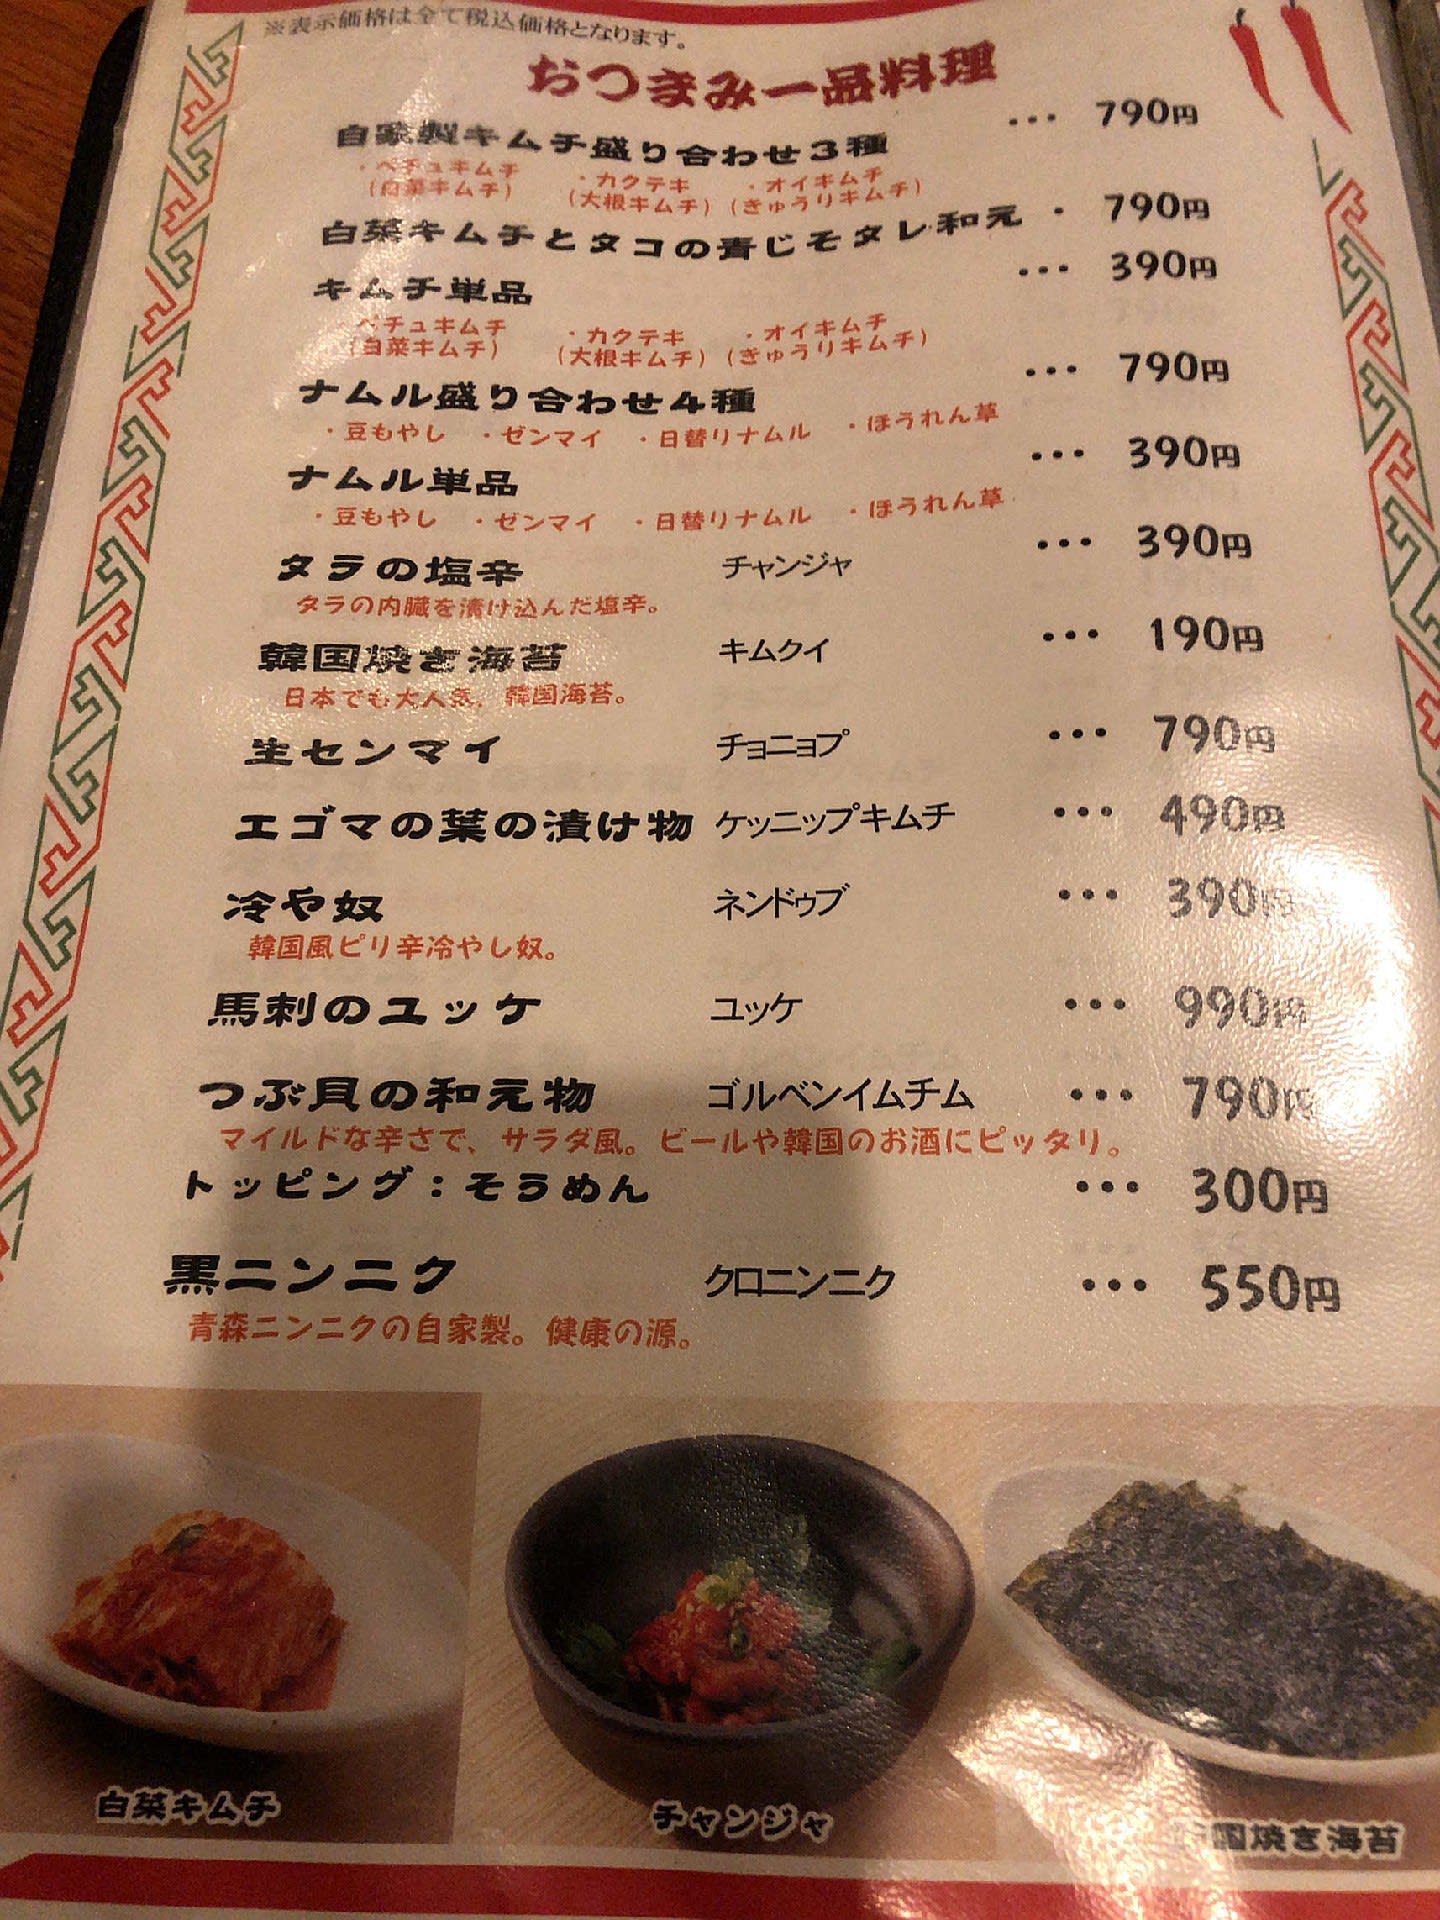 ※表示価格は全て税込価格となります。
おつまみ一品料理
自家製キムチ盛り合わせ3種 ・・・ 790円
・ペチュキムチ ・カクテキ ・オイキムチ
(白菜キムチ) (大根キムチ) (きゅうりキムチ)
白菜キムチとタコの青じそタレ和え ・ 790円
キムチ単品 ・・・ 390円
・ペチュキムチ ・カクテキ ・オイキムチ
(白菜キムチ) (大根キムチ) (きゅうりキムチ)
ナムル盛り合わせ4種 ・・・ 790円
・豆もやし ・ゼンマイ ・日替りナムル ・ほうれん草
ナムル単品 ・・・ 390円
・豆もやし ・ゼンマイ ・日替りナムル ・ほうれん草
タラの塩辛 チャンジャ ・・・ 390円
タラの内臓を漬け込んだ塩辛。
韓国焼き海苔 キムクイ ・・・ 190円
日本でも大人気、韓国海苔。
生センマイ チョニョプ ・・・ 790円
エゴマの葉の漬け物 ケッニップキムチ ・・・ 490円
冷や奴 ネンドゥブ ・・・ 390円
韓国風ピリ辛冷やし奴。
馬刺のユッケ ユッケ ・・・ 990円
つぶ貝の和え物 ゴルベンイムチム ・・・ 790円
マイルドな辛さで、サラダ風。ビールや韓国のお酒にピッタリ。
トッピング：そうめん ・・・ 300円
黒ニンニク クロニンニク ・・・ 550円
青森ニンニクの自家製。健康の源。
白菜キムチ
チャンジャ
韓国焼き海苔